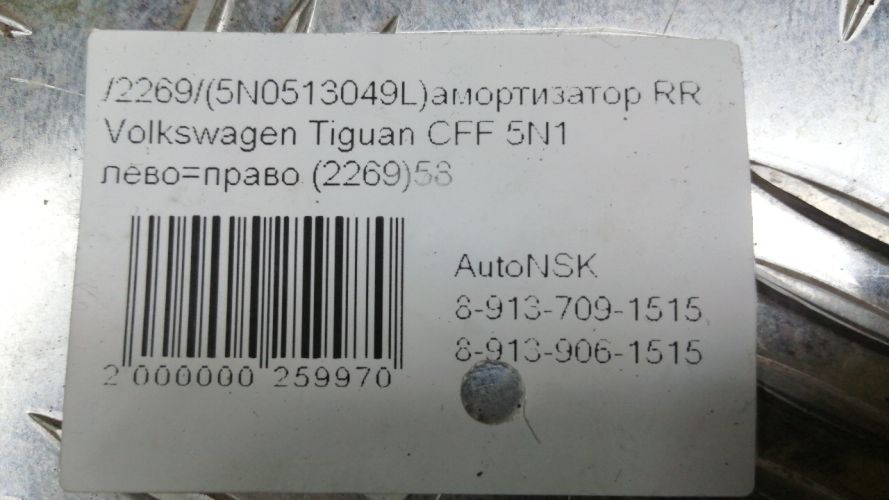 /2269/(5N0513049L)амортизатор RR
Volkswagen Tiguan CFF 5N1
лево=право (2269)58
AutoNSK
8-913-709-1515
8-913-906-1515
2 000000 259970